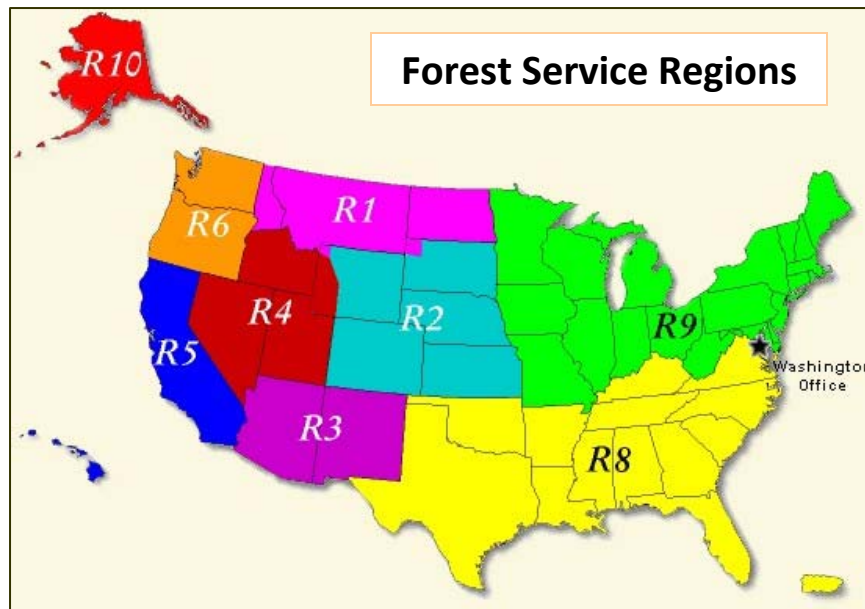 R10
Forest Service Regions
R1
R6
R4
R2
R9
R5
Washington
Office
R3
R8